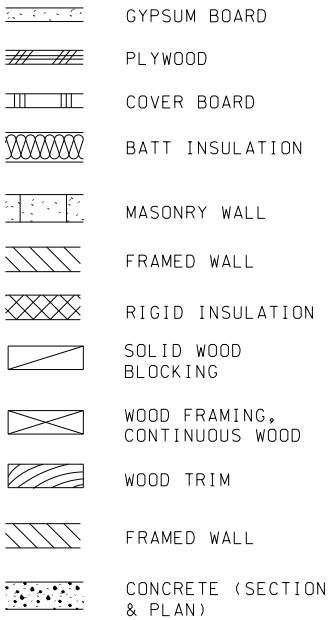 GYPSUM BOARD
PLYWOOD
COVER BOARD
BATT INSULATION
MASONRY WALL
FRAMED WALL
RIGID INSULATION
SOLID WOOD
BLOCKING
WOOD FRAMING,
CONTINUOUS WOOD
WOOD TRIM
FRAMED WALL
CONCRETE (SECTION
& PLAN)